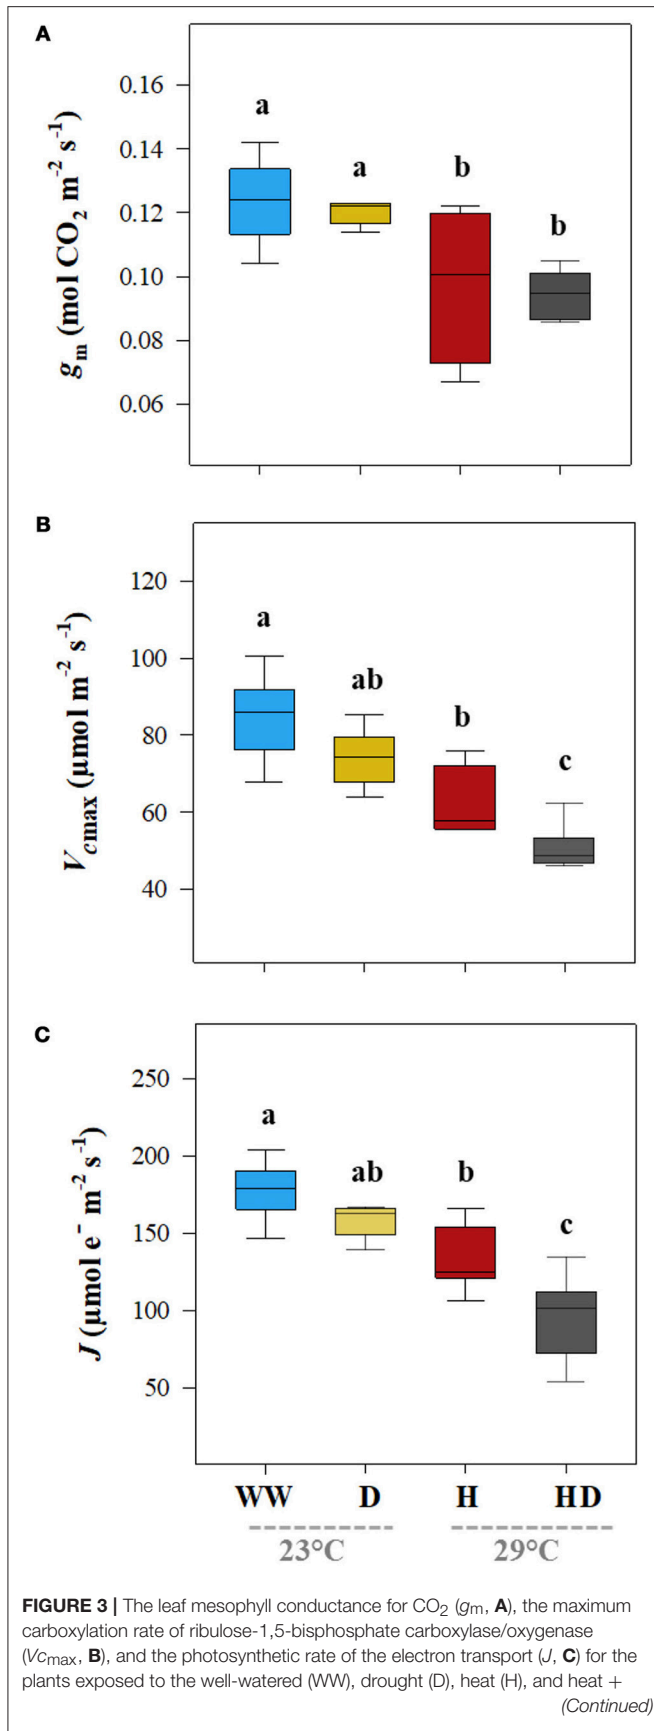 A
0.16
0.14
0.12
0.10
0.08
0.06
gm (mol CO2 m-2 s-1)
a
a
b
b
B
120
100
80
60
40
Vcmax (µmol m-2 s-1)
a
ab
b
c
C
250
200
150
100
50
J (µmol e- m-2 s-1)
a
ab
b
c
WW D H HD
23°C 29°C
FIGURE 3 | The leaf mesophyll conductance for CO2 (gm, A), the maximum
carboxylation rate of ribulose-1,5-bisphosphate carboxylase/oxygenase
(Vcmax, B), and the photosynthetic rate of the electron transport (J, C) for the
plants exposed to the well-watered (WW), drought (D), heat (H), and heat +
(Continued)